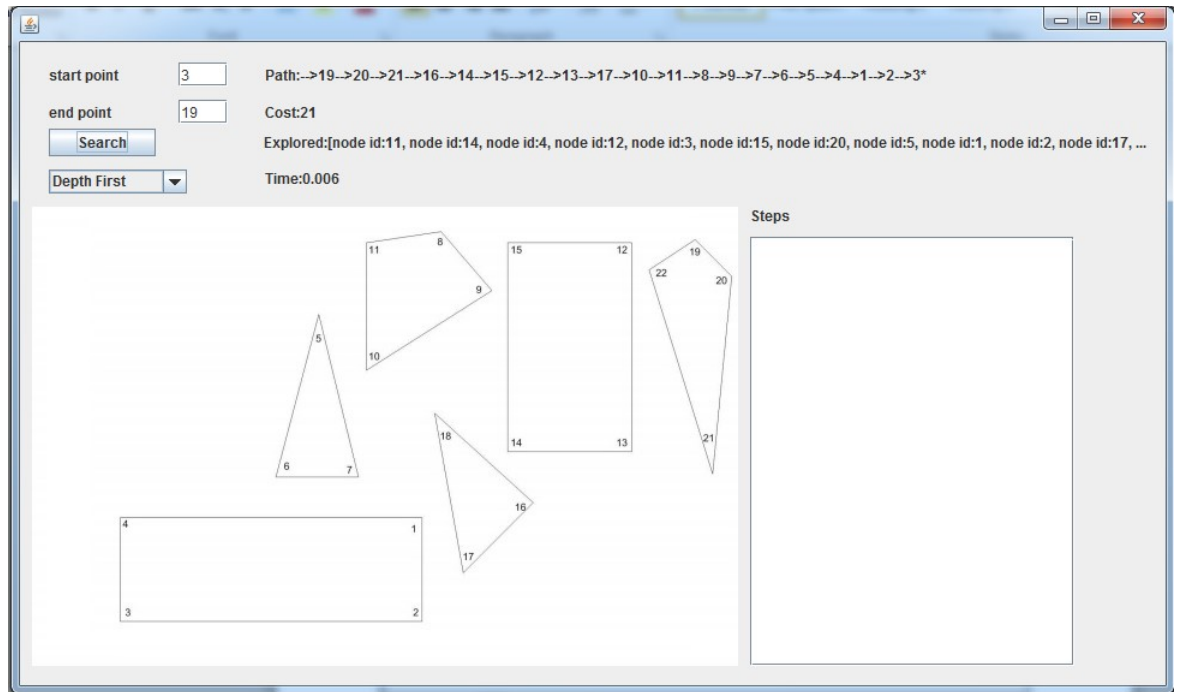 start point 3 Path:-->19-->20-->21-->16-->14-->15-->12-->13-->17-->10-->11-->8-->9-->7-->6-->5-->4-->1-->2-->3*
end point 19 Cost:21
Search Explored:[node id:11, node id:14, node id:4, node id:12, node id:3, node id:15, node id:20, node id:5, node id:1, node id:2, node id:17, ...
Depth First Time:0.006
Steps
11 8 15 12 19
22 20
9
5
10
18 14 13 21
6 7
16
4 1
17
3 2